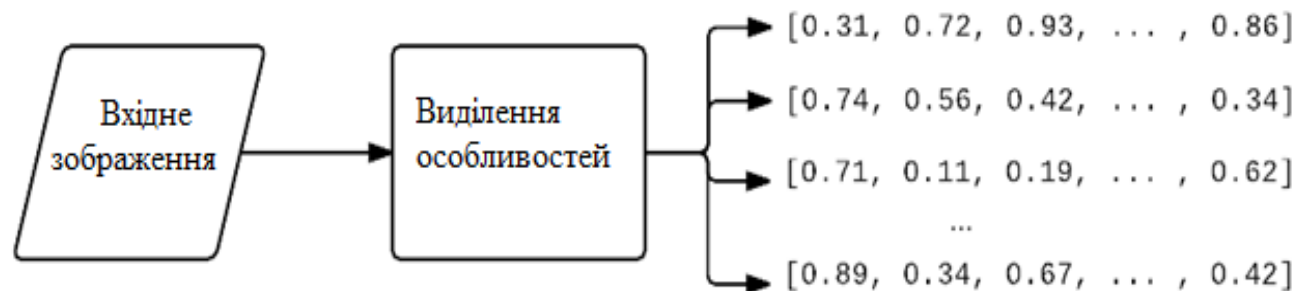 Вхідне
зображення
Виділення
особливостей
[0.31, 0.72, 0.93, ... , 0.86]
[0.74, 0.56, 0.42, ... , 0.34]
[0.71, 0.11, 0.19, ... , 0.62]
...
[0.89, 0.34, 0.67, ... , 0.42]